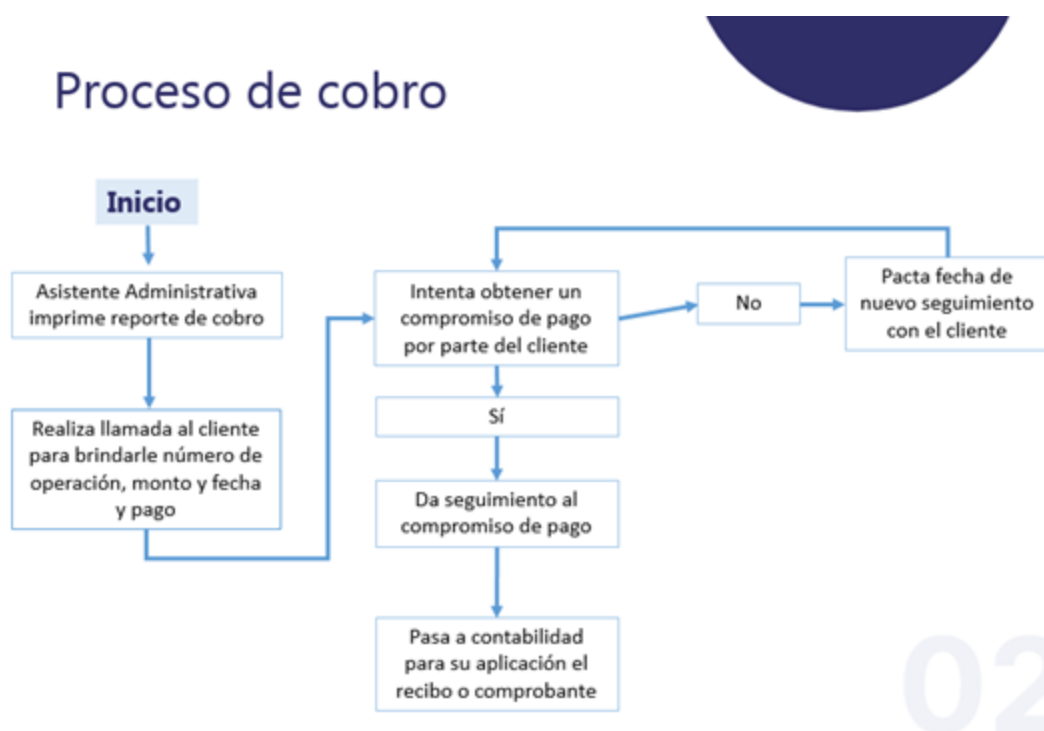 Proceso de cobro
Inicio
Asistente Administrativa
imprime reporte de cobro
Realiza llamada al cliente
para brindarle número de
operación, monto y fecha
y pago
Intenta obtener un
compromiso de pago
por parte del cliente
No
Pacta fecha de
nuevo seguimiento
con el cliente
Sí
Da seguimiento al
compromiso de pago
Pasa a contabilidad
para su aplicación el
recibo o comprobante
02